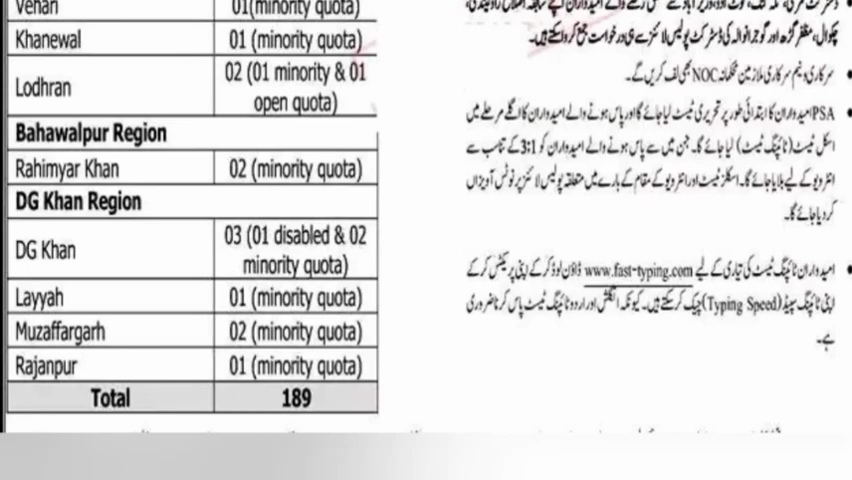 Vehari 01(minority quota)
Khanewal 01 (minority quota)
Lodhran 02 (01 minority & 01
open quota)
Bahawalpur Region
Rahimyar Khan 02 (minority quota)
DG Khan Region
DG Khan 03 (01 disabled & 02
minority quota)
Layyah 01 (minority quota)
Muzaffargarh 02 (minority quota)
Rajanpur 01 (minority quota)
Total 189
چکوال، مظفر گڑھ اور گوجرانوالہ کی ڈسٹرکٹ پولیس لائنز سے ہی درخواست جمع کروا سکتے ہیں۔
سرکاری و نیم سرکاری ملازمین محکمانہ NOC بھی لف کریں گے۔
PSA امیدواران کا ابتدائی طور پر تحریری ٹیسٹ لیا جائے گا اور پاس ہونے والے امیدواران کا اگلے مرحلے میں
اسکل ٹیسٹ (ٹائپنگ ٹیسٹ) لیا جائے گا۔ جن میں سے پاس ہونے والے امیدواران کو 3:1 کے تناسب سے
انٹرویو کے لیے بلایا جائے گا۔ اسکلز ٹیسٹ اور انٹرویو کے مقام کے بارے میں متعلقہ پولیس لائنز پر نوٹس آویزاں
کر دیا جائے گا۔
امیدواران ٹائپنگ ٹیسٹ کی تیاری کے لیے www.fast-typing.com ڈاؤن لوڈ کر کے اپنی پریکٹس کر کے
اپنی ٹائپنگ سپیڈ (Typing Speed) چیک کر سکتے ہیں۔ کیونکہ انگلش اور اردو ٹائپنگ ٹیسٹ پاس کرنا ضروری
ہے۔